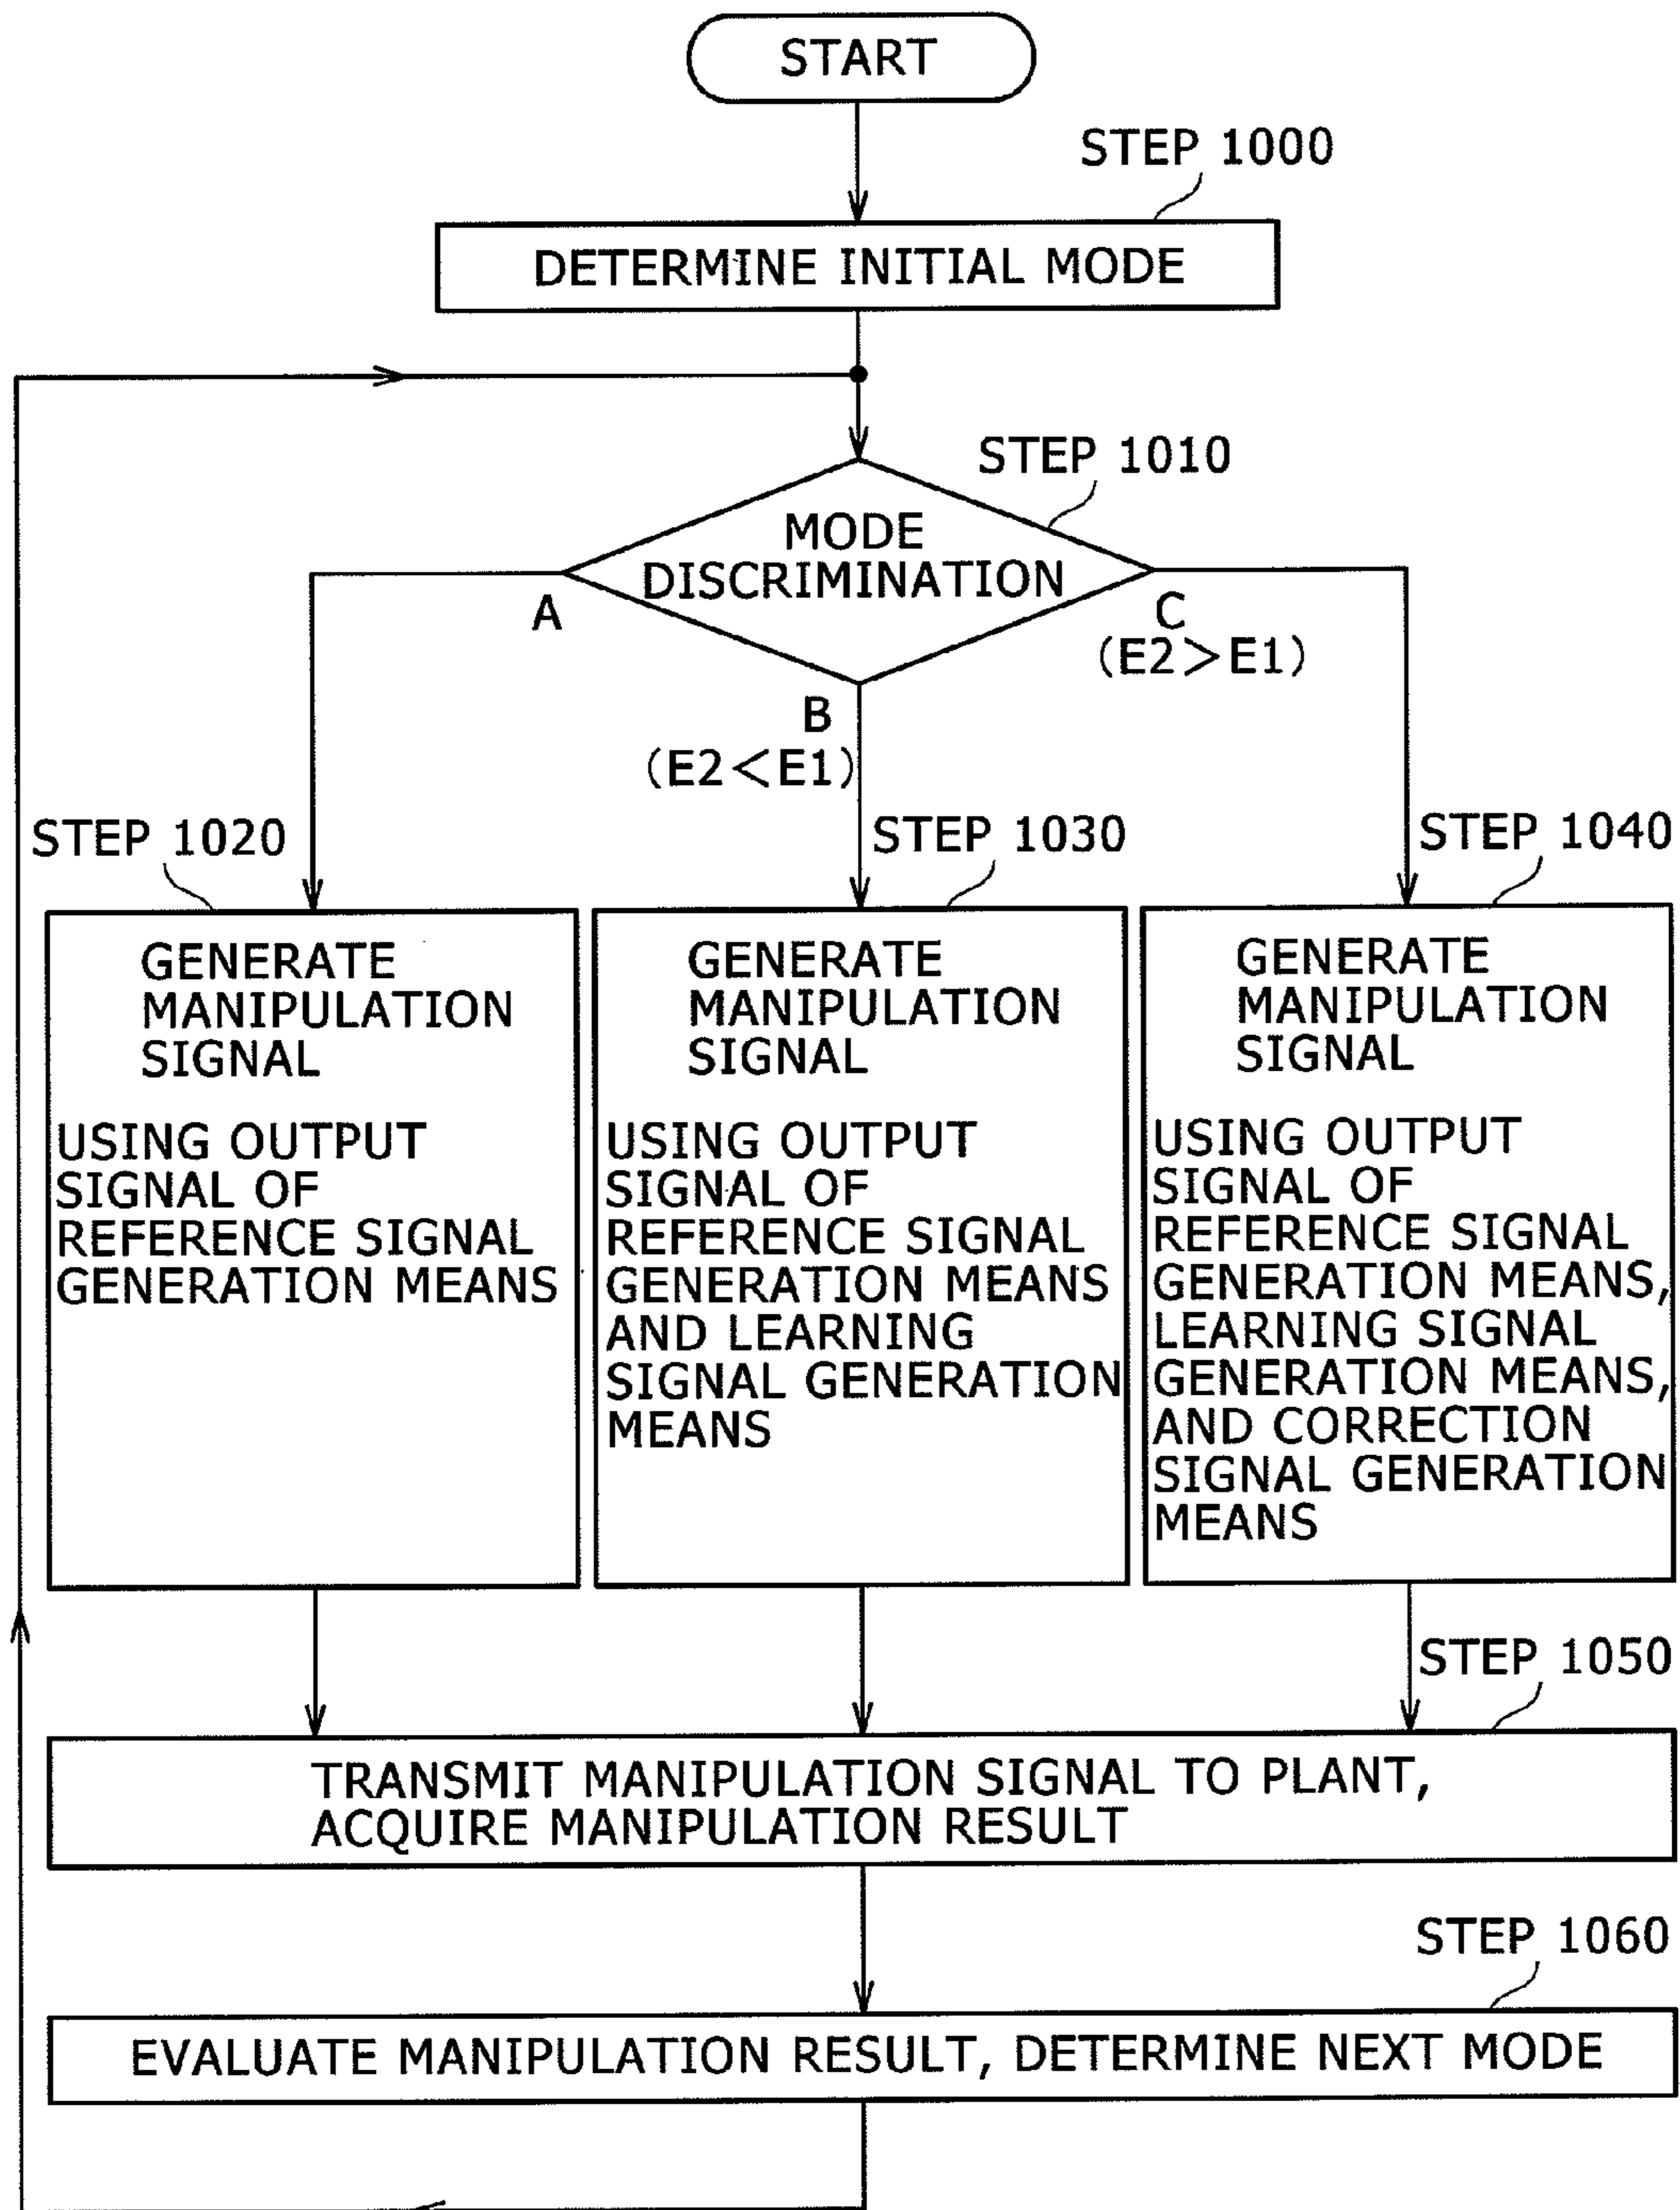 START
STEP 1000
DETERMINE INITIAL MODE
STEP 1010
MODE
DISCRIMINATION
A
C
(E2>E1)
B
(E2<E1)
STEP 1020
GENERATE
MANIPULATION
SIGNAL
USING OUTPUT
SIGNAL OF
REFERENCE SIGNAL
GENERATION MEANS
STEP 1030
GENERATE
MANIPULATION
SIGNAL
USING OUTPUT
SIGNAL OF
REFERENCE SIGNAL
GENERATION MEANS
AND LEARNING
SIGNAL GENERATION
MEANS
STEP 1040
GENERATE
MANIPULATION
SIGNAL
USING OUTPUT
SIGNAL OF
REFERENCE SIGNAL
GENERATION MEANS,
LEARNING SIGNAL
GENERATION MEANS,
AND CORRECTION
SIGNAL GENERATION
MEANS
STEP 1050
TRANSMIT MANIPULATION SIGNAL TO PLANT,
ACQUIRE MANIPULATION RESULT
STEP 1060
EVALUATE MANIPULATION RESULT, DETERMINE NEXT MODE